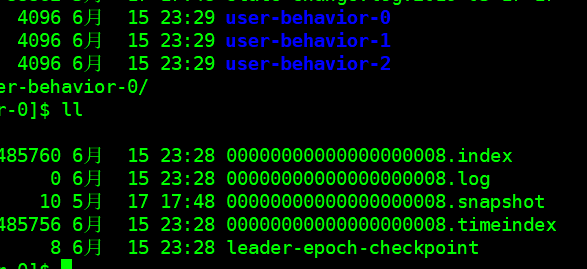 4096 6月 15 23:29 user-behavior-0
4096 6月 15 23:29 user-behavior-1
4096 6月 15 23:29 user-behavior-2
er-behavior-0/
r-0]$ ll
485760 6月 15 23:28 00000000000000000008.index
0 6月 15 23:28 00000000000000000008.log
10 5月 17 17:48 00000000000000000008.snapshot
485756 6月 15 23:28 00000000000000000008.timeindex
8 6月 15 23:28 leader-epoch-checkpoint
r-0]$